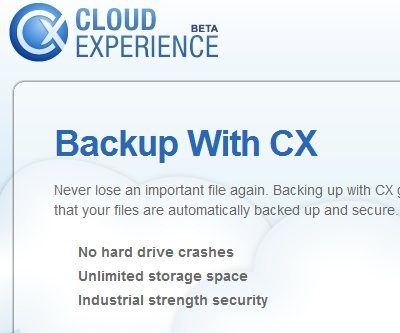 CX CLOUD
EXPERIENCE BETA
Backup With CX
Never lose an important file again. Backing up with CX
that your files are automatically backed up and secure.
No hard drive crashes
Unlimited storage space
Industrial strength security